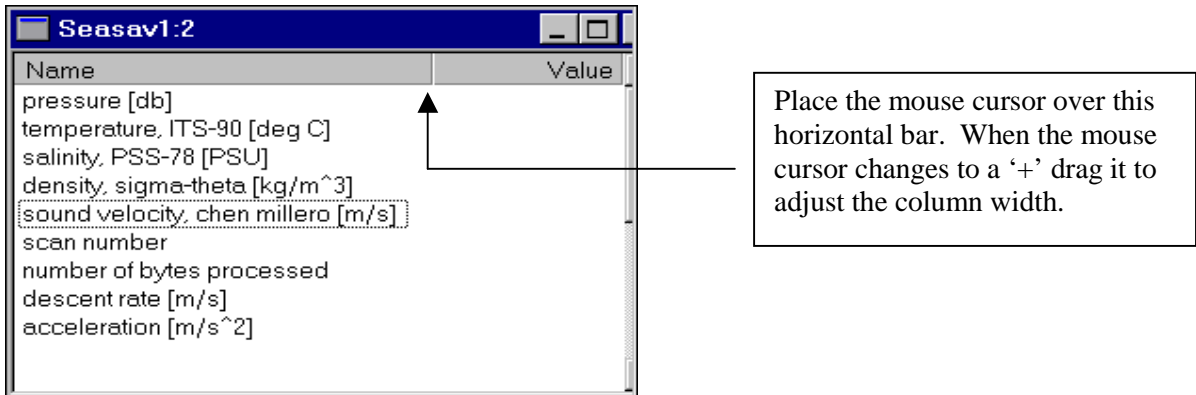 Seasav1:2
Name Value
pressure [db]
temperature, ITS-90 [deg C]
salinity, PSS-78 [PSU]
density, sigma-theta [kg/m^3]
sound velocity, chen millero [m/s]
scan number
number of bytes processed
descent rate [m/s]
acceleration [m/s^2]
Place the mouse cursor over this
horizontal bar. When the mouse
cursor changes to a ‘+’ drag it to
adjust the column width.